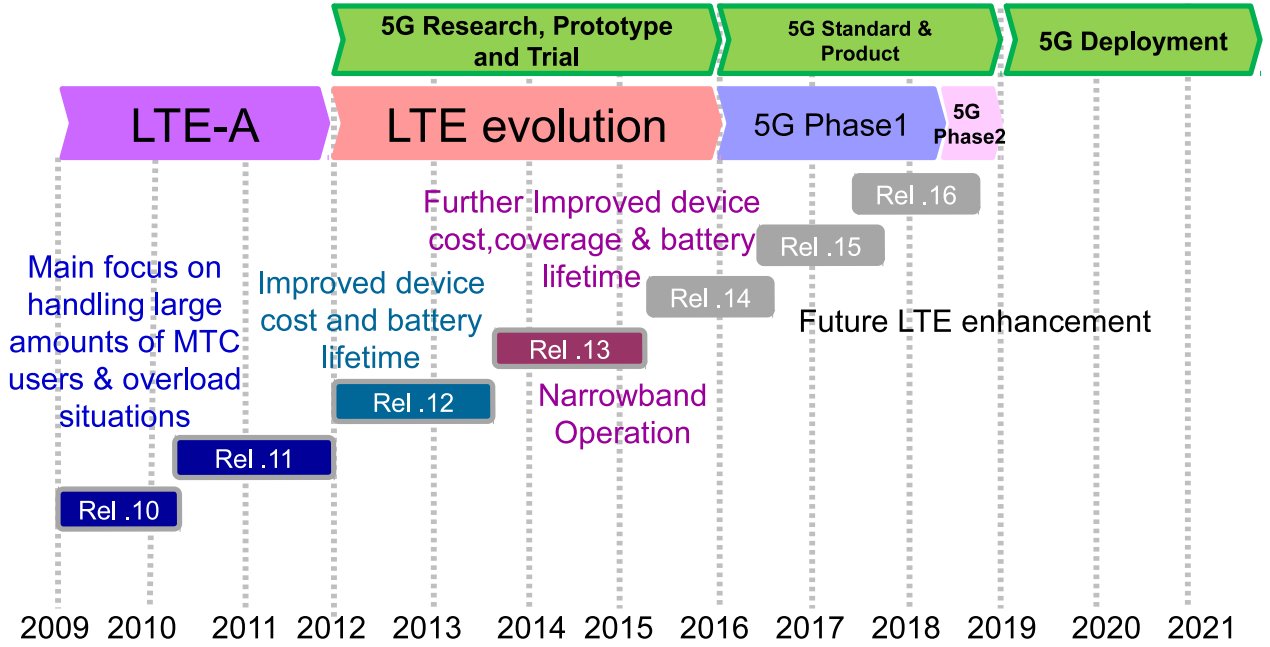 5G Research, Prototype
and Trial
5G Standard &
Product
5G Deployment
LTE-A
LTE evolution
5G Phase1
5G
Phase2
Rel .16
Further Improved device
cost,coverage & battery
lifetime
Rel .15
Main focus on
handling large
amounts of MTC
users & overload
situations
Improved device
cost and battery
lifetime
Rel .14
Future LTE enhancement
Rel .13
Narrowband
Operation
Rel .12
Rel .11
Rel .10
2009 2010 2011 2012 2013 2014 2015 2016 2017 2018 2019 2020 2021